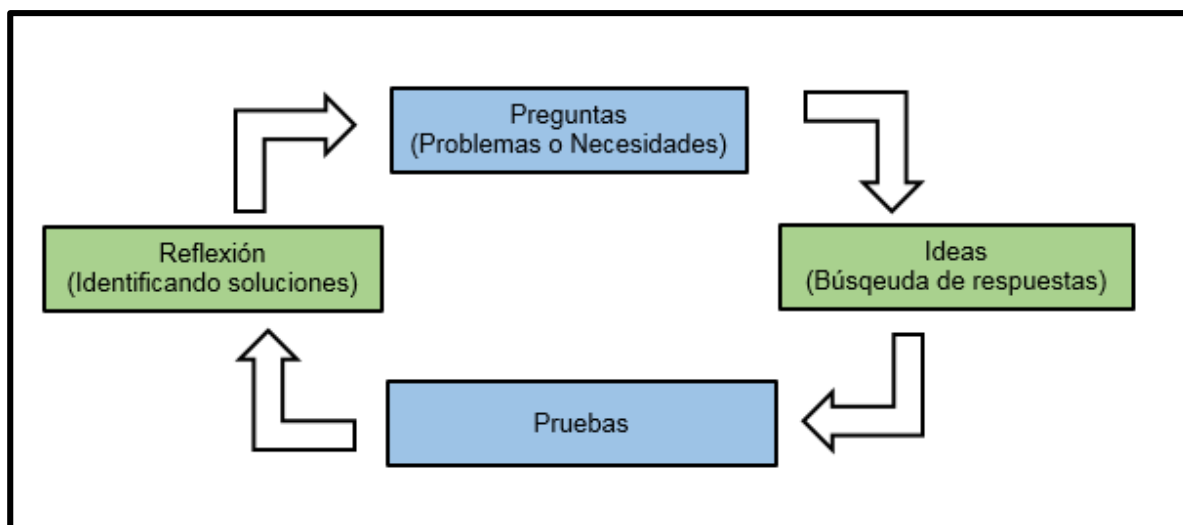 Preguntas
(Problemas o Necesidades)
Reflexión
(Identificando soluciones)
Ideas
(Búsqeuda de respuestas)
Pruebas